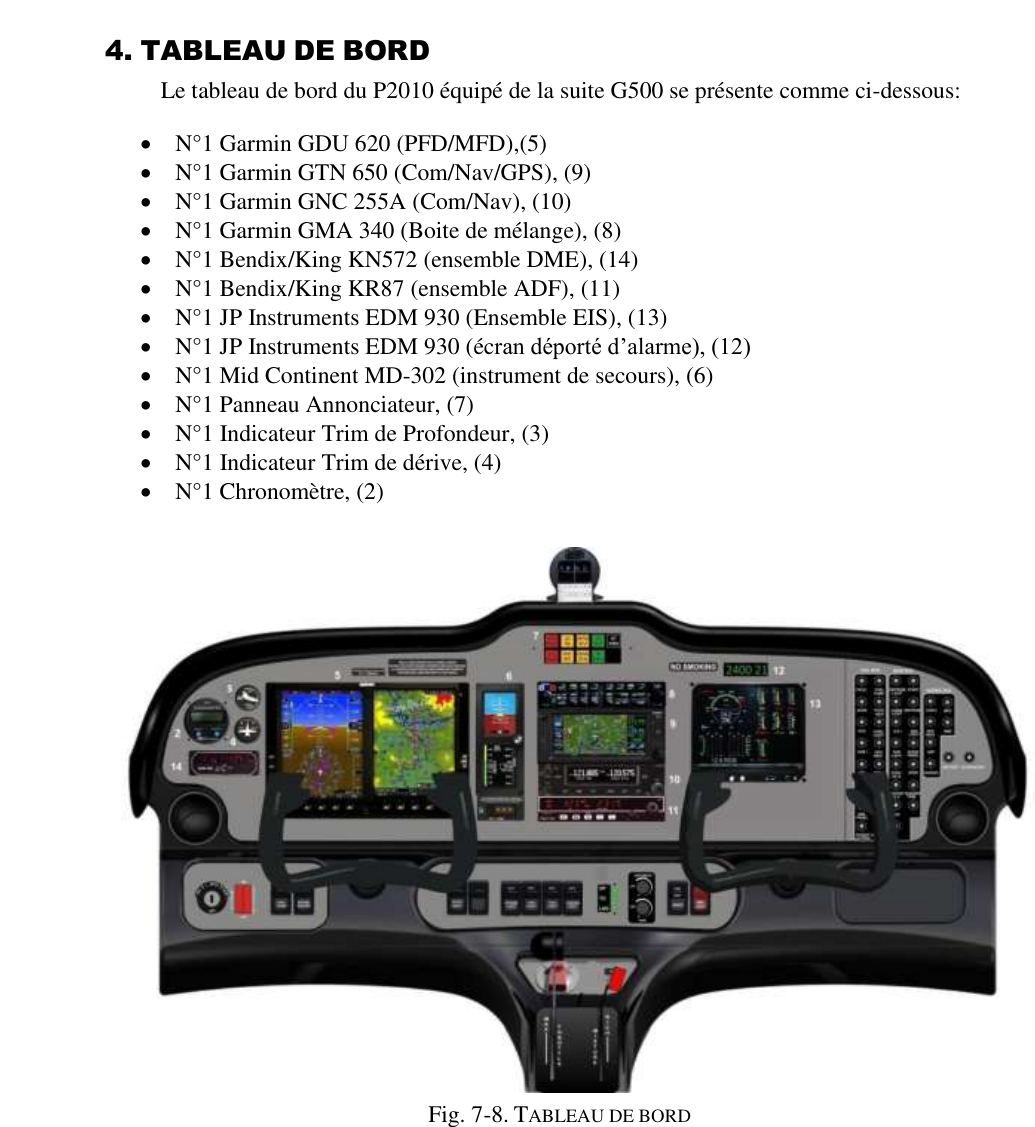 4. TABLEAU DE BORD
Le tableau de bord du P2010 équipé de la suite G500 se présente comme ci-dessous:
• N°1 Garmin GDU 620 (PFD/MFD),(5)
• N°1 Garmin GTN 650 (Com/Nav/GPS), (9)
• N°1 Garmin GNC 255A (Com/Nav), (10)
• N°1 Garmin GMA 340 (Boite de mélange), (8)
• N°1 Bendix/King KN572 (ensemble DME), (14)
• N°1 Bendix/King KR87 (ensemble ADF), (11)
• N°1 JP Instruments EDM 930 (Ensemble EIS), (13)
• N°1 JP Instruments EDM 930 (écran déporté d’alarme), (12)
• N°1 Mid Continent MD-302 (instrument de secours), (6)
• N°1 Panneau Annonciateur, (7)
• N°1 Indicateur Trim de Profondeur, (3)
• N°1 Indicateur Trim de dérive, (4)
• N°1 Chronomètre, (2)
7
NO SMOKING 2400 21 12
5
6
8
13
9
2
4
14
10
11
Fig. 7-8. TABLEAU DE BORD